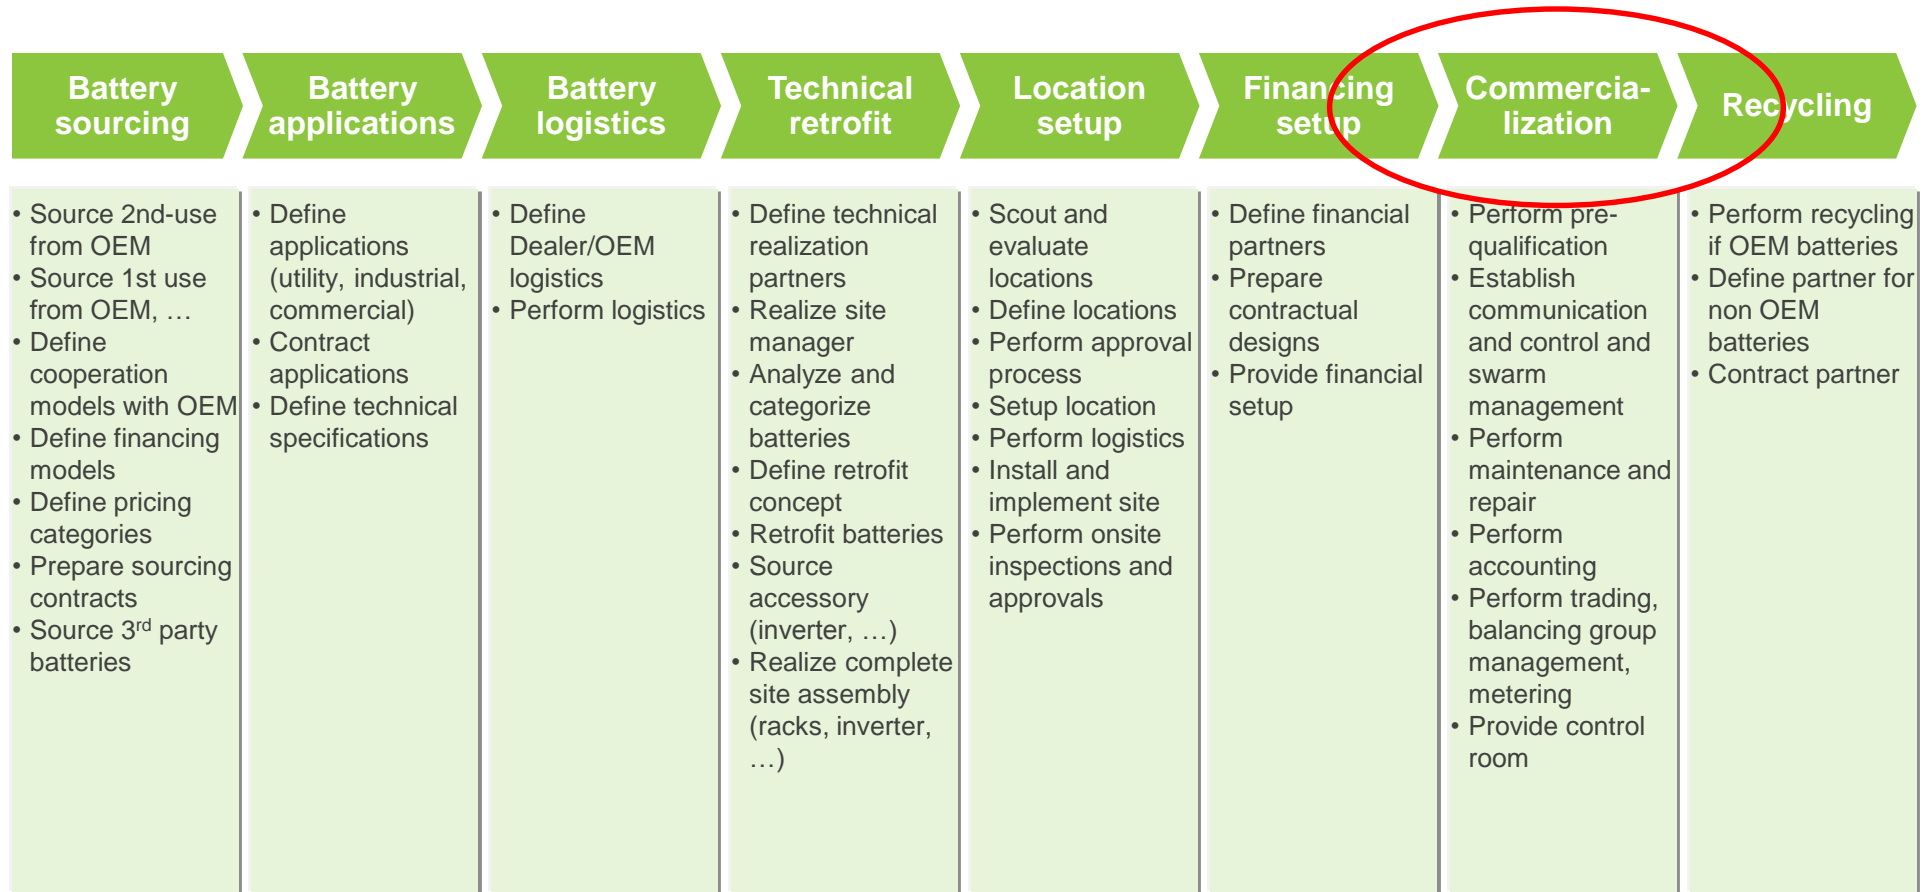 Battery
sourcing
Battery
applications
Battery
logistics
Technical
retrofit
Location
setup
Financing
setup
Commercia-
lization
Recycling
• Source 2nd-use
from OEM
• Source 1st use
from OEM, …
• Define
cooperation
models with OEM
• Define financing
models
• Define pricing
categories
• Prepare sourcing
contracts
• Source 3rd party
batteries
• Define
applications
(utility, industrial,
commercial)
• Contract
applications
• Define technical
specifications
• Define
Dealer/OEM
logistics
• Perform logistics
• Define technical
realization
partners
• Realize site
manager
• Analyze and
categorize
batteries
• Define retrofit
concept
• Retrofit batteries
• Source
accessory
(inverter, …)
• Realize complete
site assembly
(racks, inverter,
…)
• Scout and
evaluate
locations
• Define locations
• Perform approval
process
• Setup location
• Perform logistics
• Install and
implement site
• Perform onsite
inspections and
approvals
• Define financial
partners
• Prepare
contractual
designs
• Provide financial
setup
• Perform pre-
qualification
• Establish
communication
and control and
swarm
management
• Perform
maintenance and
repair
• Perform
accounting
• Perform trading,
balancing group
management,
metering
• Provide control
room
• Perform recycling
if OEM batteries
• Define partner for
non OEM
batteries
• Contract partner